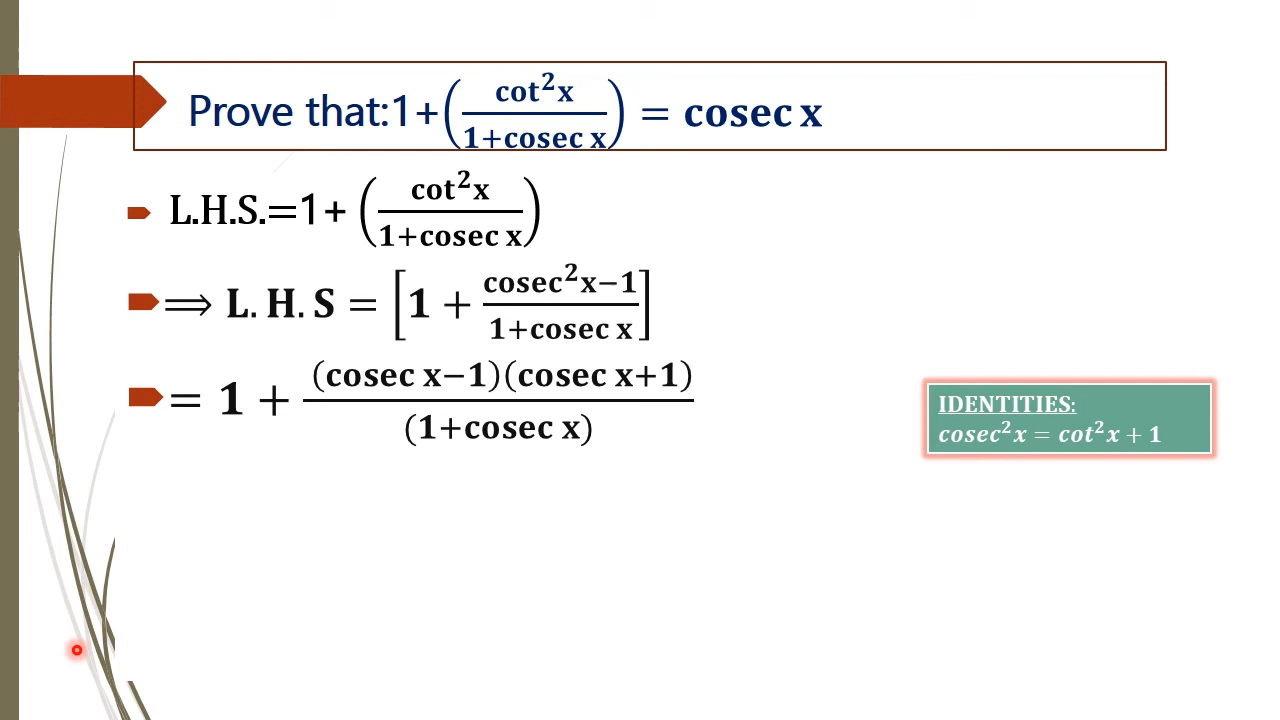 Prove that:1+(cot²x/1+cosec x) = cosec x
L.H.S.=1+ (cot²x/1+cosec x)
⟹ L. H. S = [1 + cosec²x−1/1+cosec x]
= 1 + (cosec x−1)(cosec x+1)/(1+cosec x)
IDENTITIES:
cosec²x = cot²x + 1